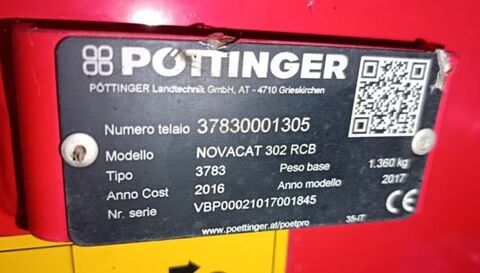 PÖTTINGER
PÖTTINGER Landtechnik GmbH, AT - 4710 Grieskirchen
Numero telaio 37830001305
Modello NOVACAT 302 RCB
Tipo 3783 Peso base 1.360 kg
Anno Cost 2016 Anno modello 2017
Nr. serie VBP00021017001845 CE
www.poettinger.at/poetpro 35-IT